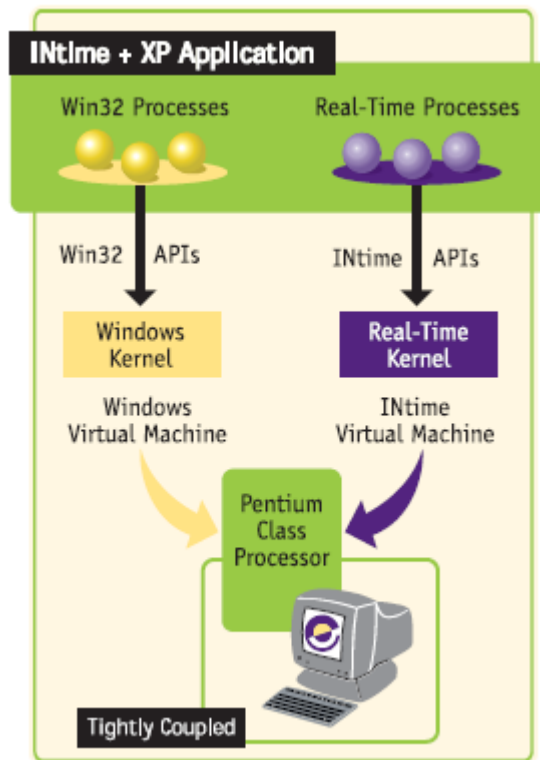 INtime + XP Application
Win32 Processes
Real-Time Processes
Win32 APIs
INtime APIs
Windows
Kernel
Real-Time
Kernel
Windows
Virtual Machine
INtime
Virtual Machine
Pentium
Class
Processor
Tightly Coupled